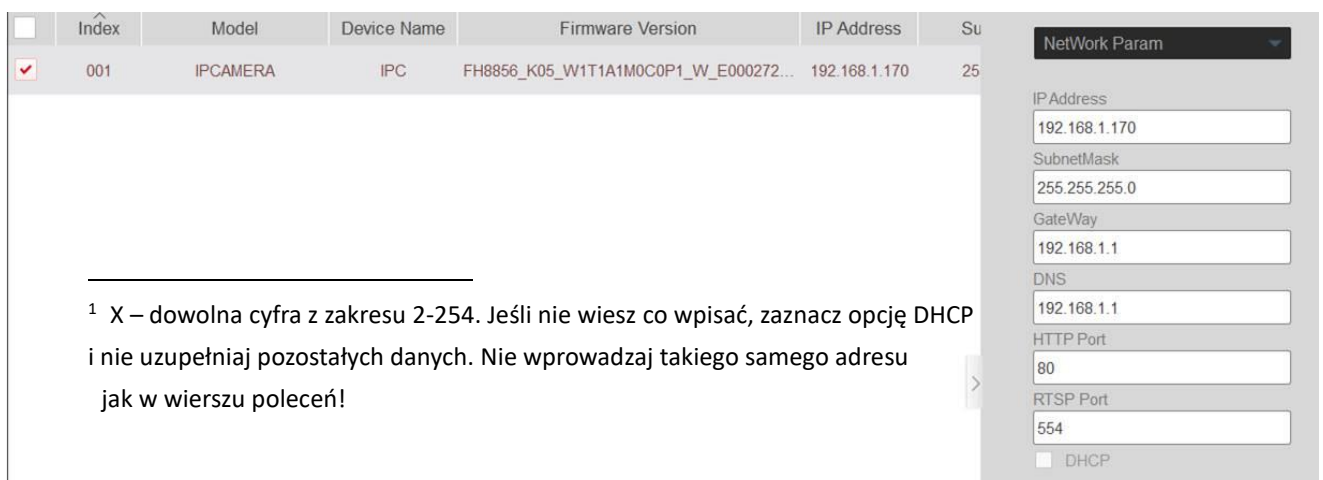 Index Model Device Name Firmware Version IP Address Su
001 IPCAMERA IPC FH8856_K05_W1T1A1M0C0P1_W_E000272... 192.168.1.170 25
NetWork Param
IPAddress
192.168.1.170
SubnetMask
255.255.255.0
GateWay
192.168.1.1
DNS
192.168.1.1
HTTP Port
80
RTSP Port
554
DHCP
1 X – dowolna cyfra z zakresu 2-254. Jeśli nie wiesz co wpisać, zaznacz opcję DHCP
i nie uzupełniaj pozostałych danych. Nie wprowadzaj takiego samego adresu
jak w wierszu poleceń!